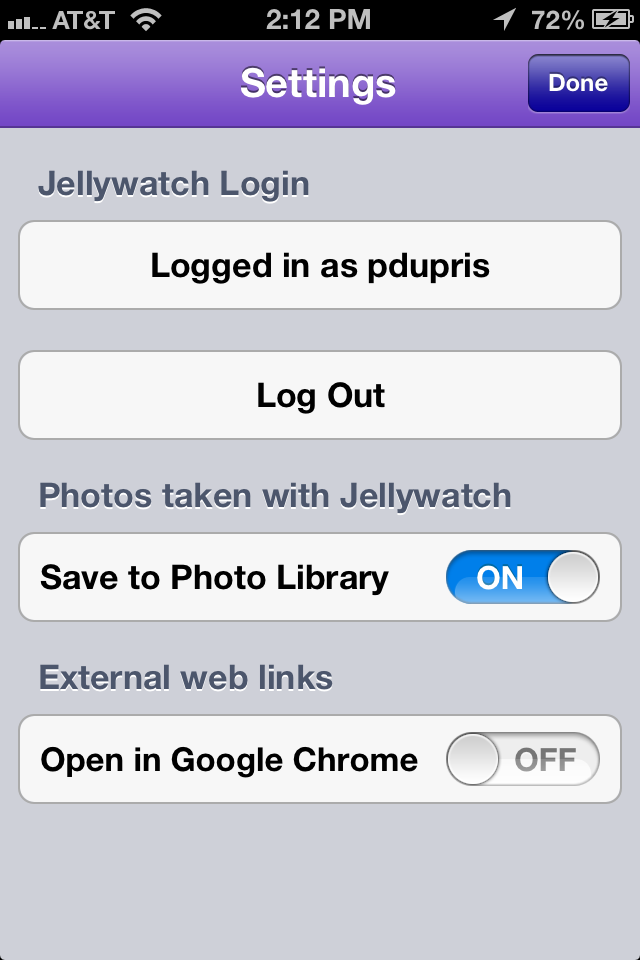 AT&T 2:12 PM 72%
Settings Done
Jellywatch Login
Logged in as pdupris
Log Out
Photos taken with Jellywatch
Save to Photo Library ON
External web links
Open in Google Chrome OFF